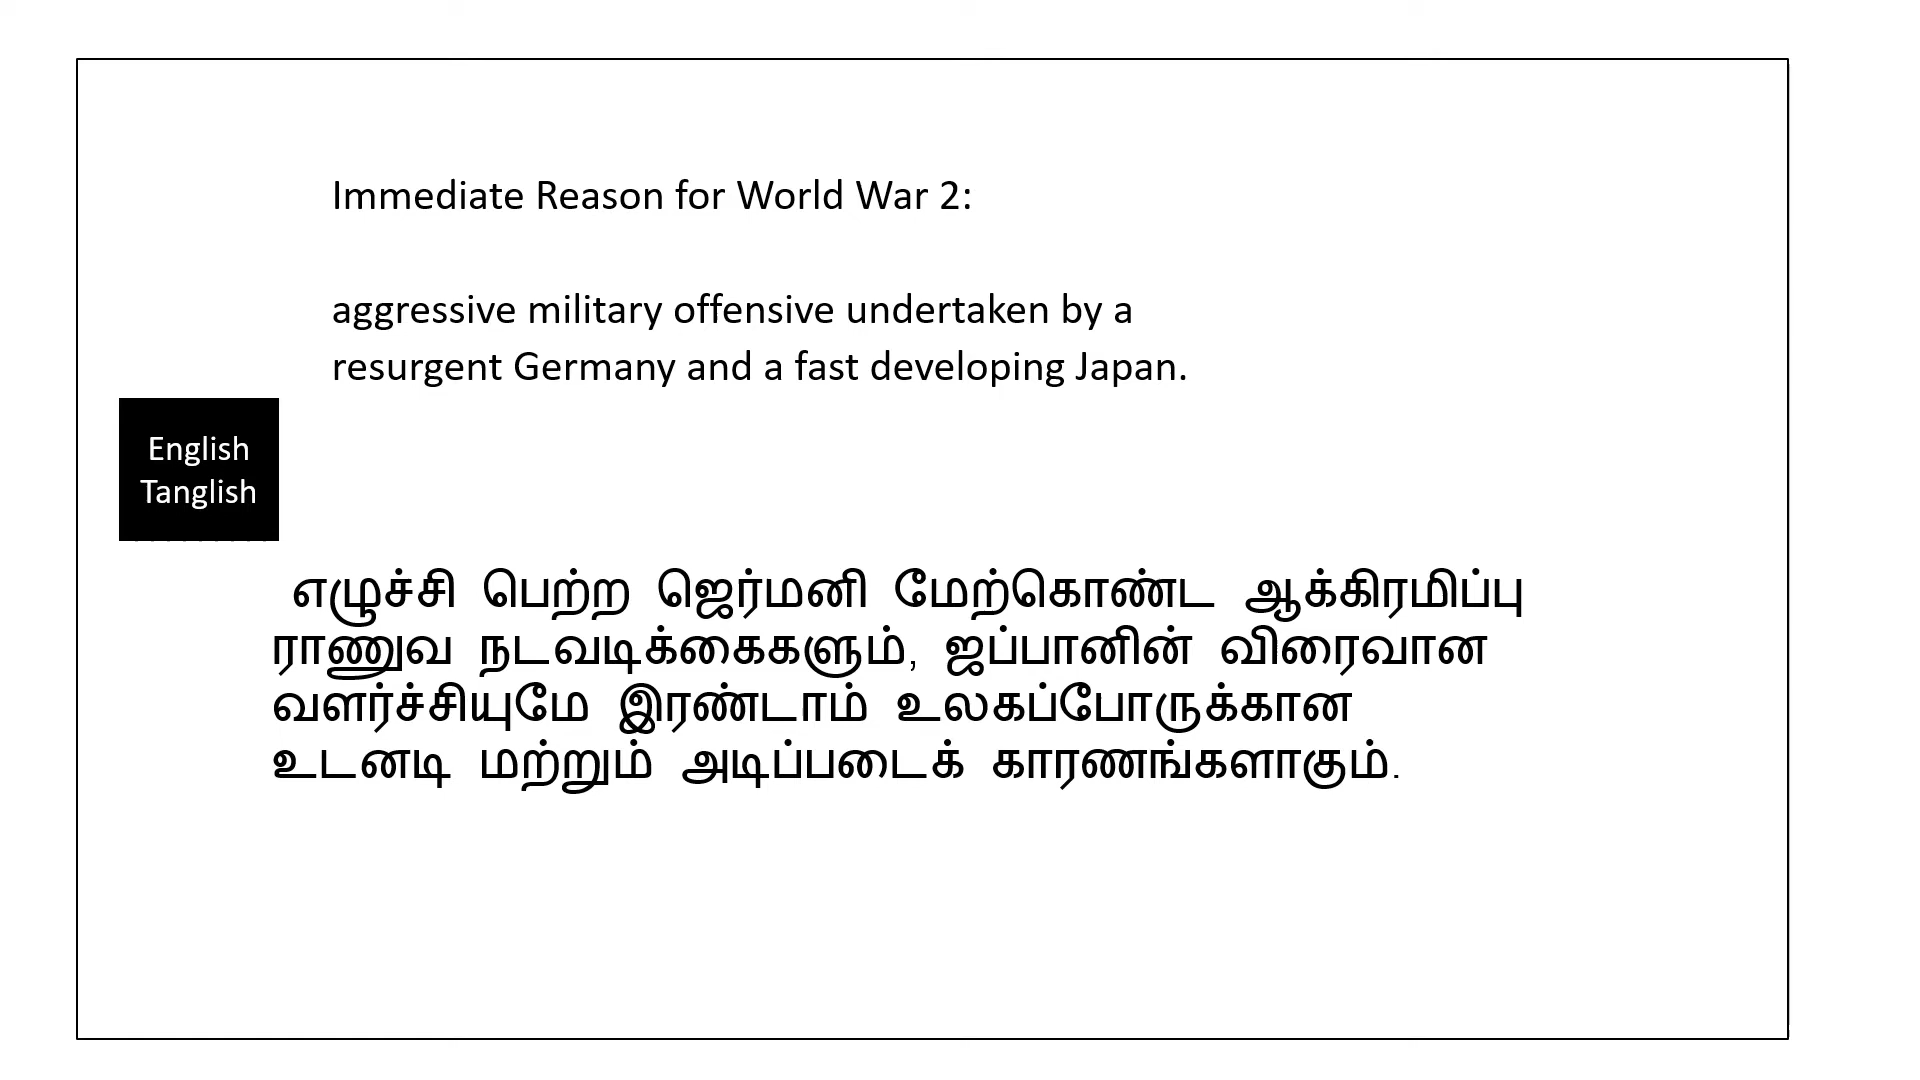 Immediate Reason for World War 2:
aggressive military offensive undertaken by a
resurgent Germany and a fast developing Japan.
English
Tanglish
எழுச்சி பெற்ற ஜெர்மனி மேற்கொண்ட ஆக்கிரமிப்பு
ராணுவ நடவடிக்கைகளும், ஜப்பானின் விரைவான
வளர்ச்சியுமே இரண்டாம் உலகப்போருக்கான
உடனடி மற்றும் அடிப்படைக் காரணங்களாகும்.